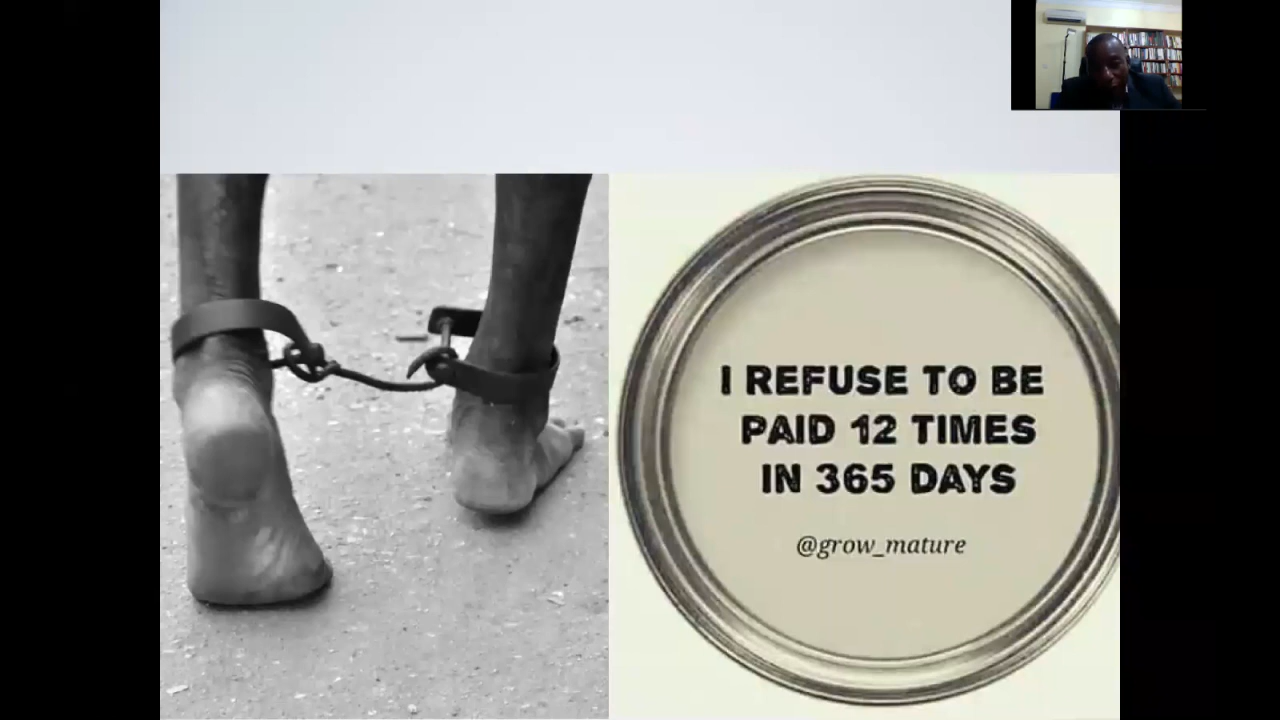 I REFUSE TO BE
PAID 12 TIMES
IN 365 DAYS
@grow_mature